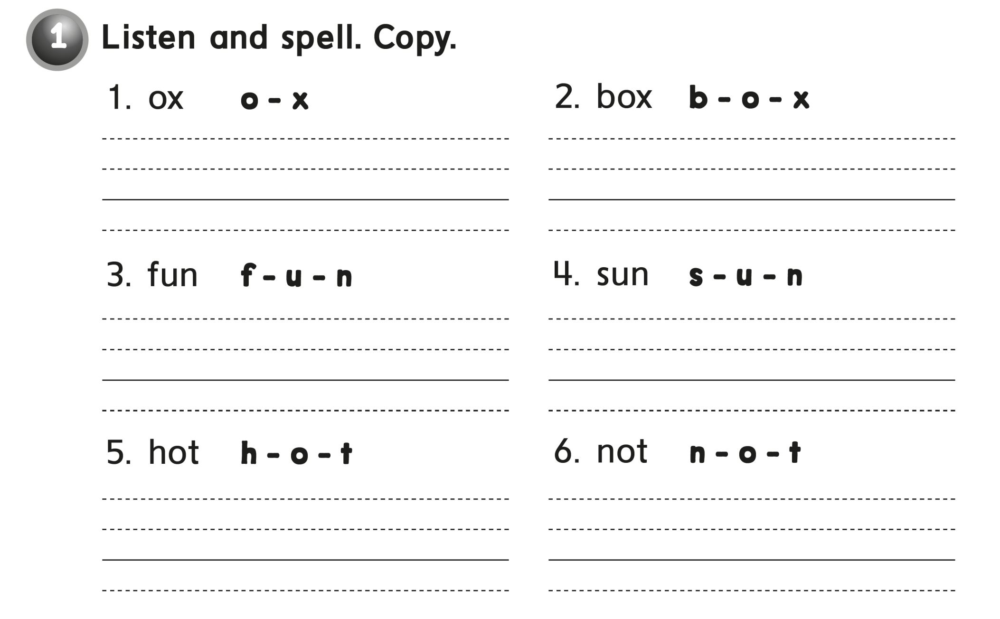 1 Listen and spell. Copy.
1. ox o - x
2. box b - o - x
3. fun f - u - n
4. sun s - u - n
5. hot h - o - t
6. not n - o - t